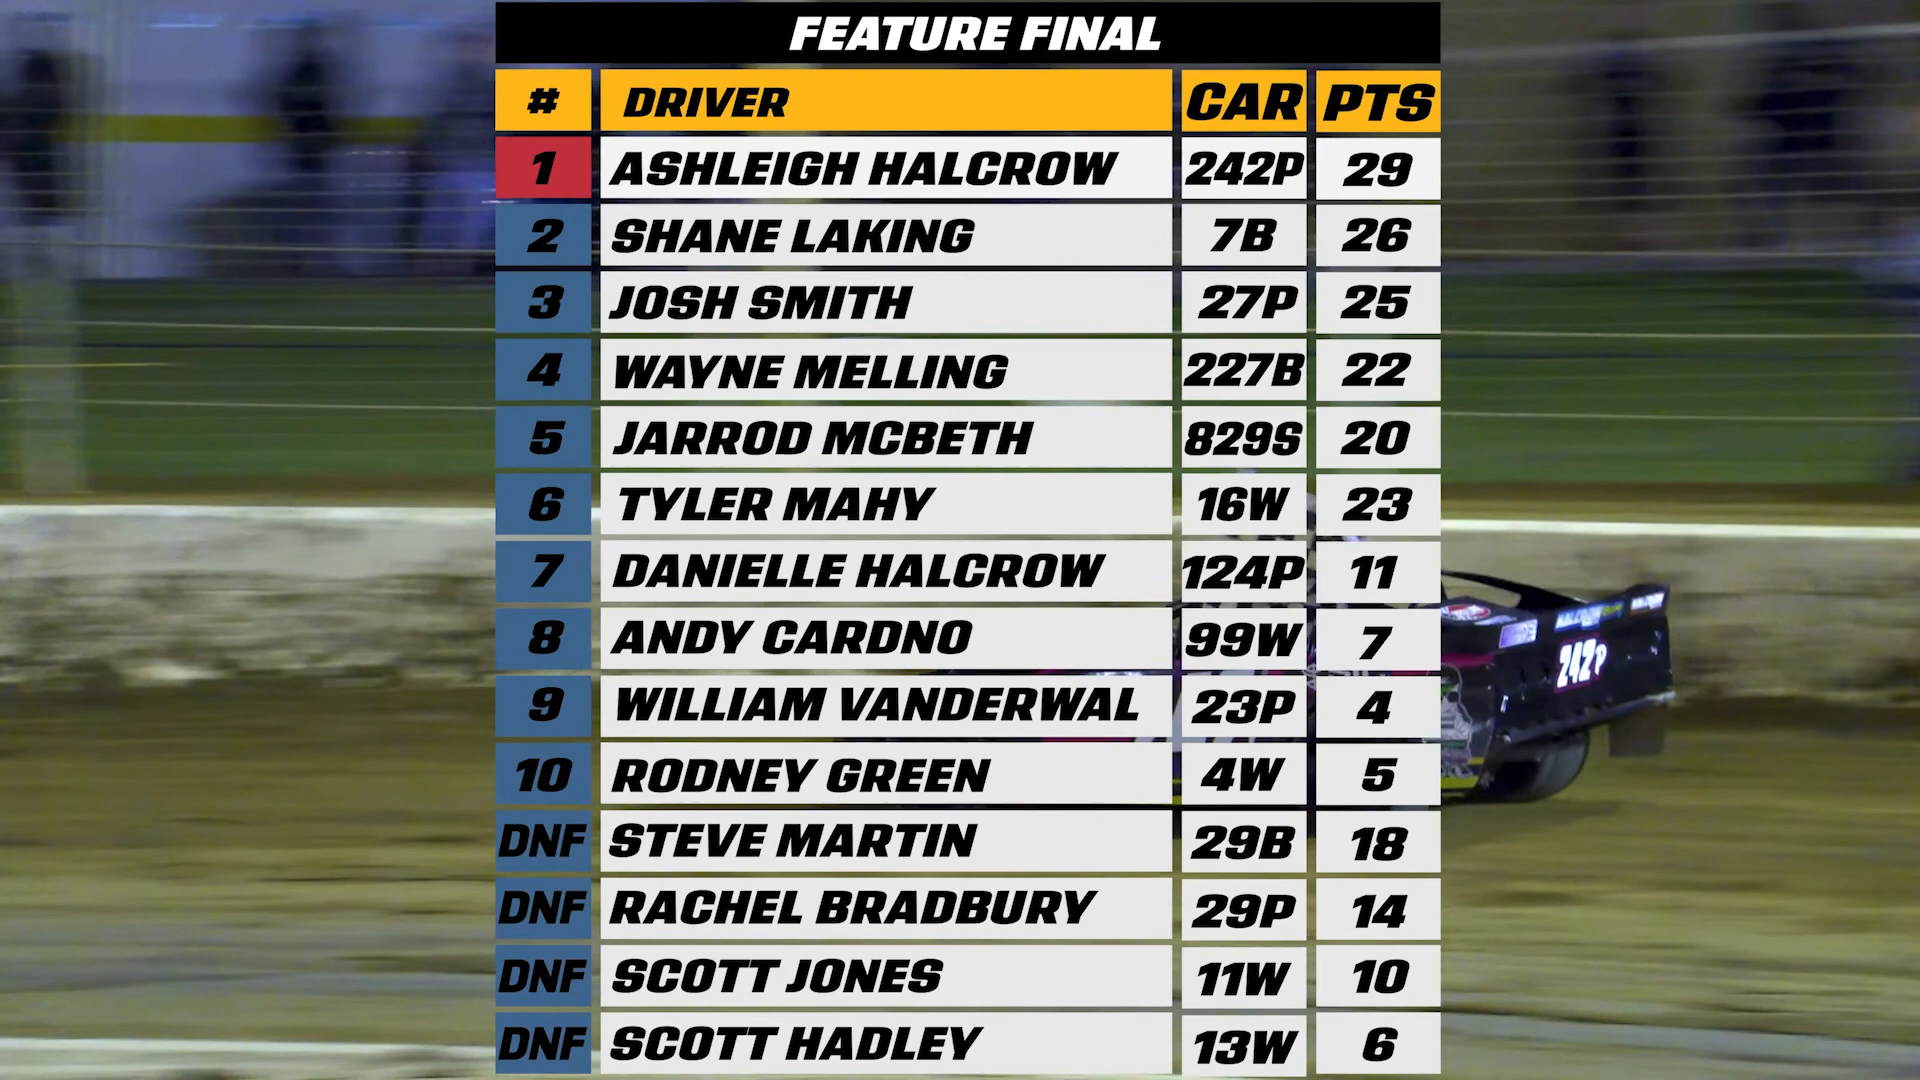 FEATURE FINAL
# DRIVER CAR PTS
1 ASHLEIGH HALCROW 242P 29
2 SHANE LAKING 7B 26
3 JOSH SMITH 27P 25
4 WAYNE MELLING 227B 22
5 JARROD MCBETH 829S 20
6 TYLER MAHY 16W 23
7 DANIELLE HALCROW 124P 11
8 ANDY CARDNO 99W 7
9 WILLIAM VANDERWAL 23P 4
10 RODNEY GREEN 4W 5
DNF STEVE MARTIN 29B 18
DNF RACHEL BRADBURY 29P 14
DNF SCOTT JONES 11W 10
DNF SCOTT HADLEY 13W 6
HALCROW
242P